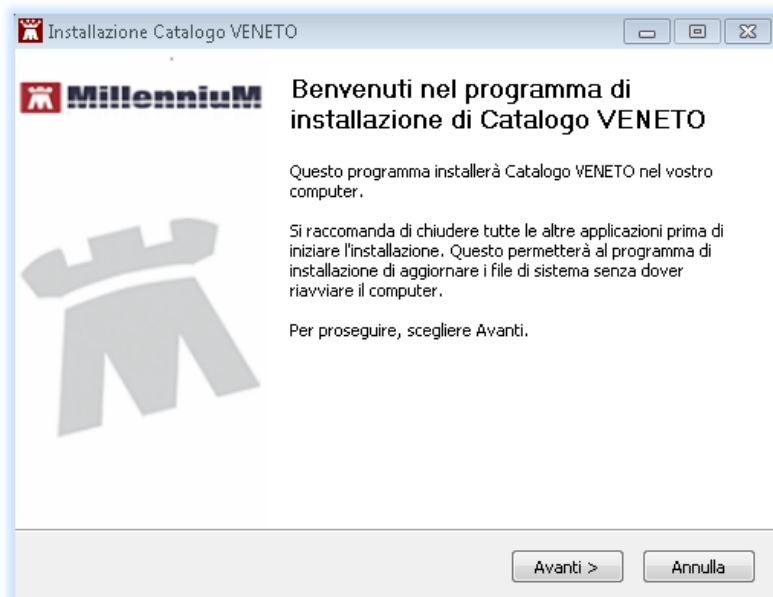 Installazione Catalogo VENETO
MillenniuM
Benvenuti nel programma di
installazione di Catalogo VENETO
Questo programma installerà Catalogo VENETO nel vostro
computer.
Si raccomanda di chiudere tutte le altre applicazioni prima di
iniziare l'installazione. Questo permetterà al programma di
installazione di aggiornare i file di sistema senza dover
riavviare il computer.
Per proseguire, scegliere Avanti.
Avanti >
Annulla